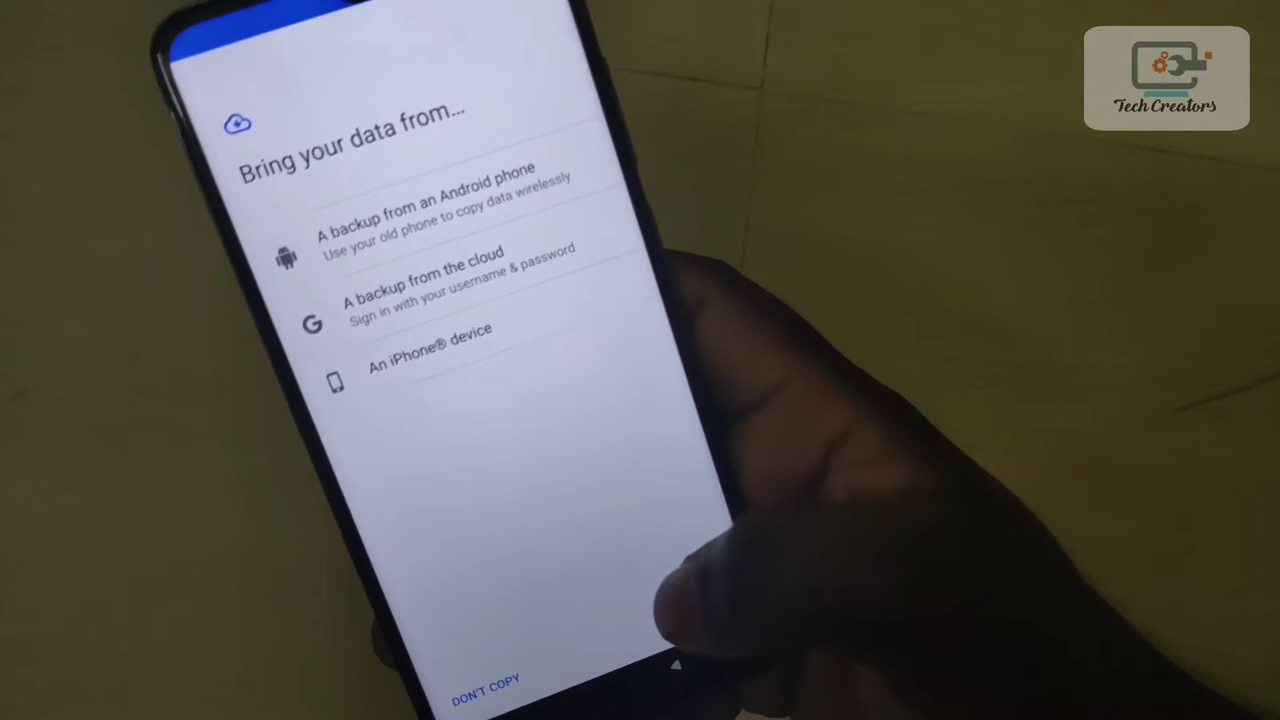 Tech Creators
Bring your data from...
A backup from an Android phone
Use your old phone to copy data wirelessly
A backup from the cloud
Sign in with your username & password
An iPhone® device
DON'T COPY